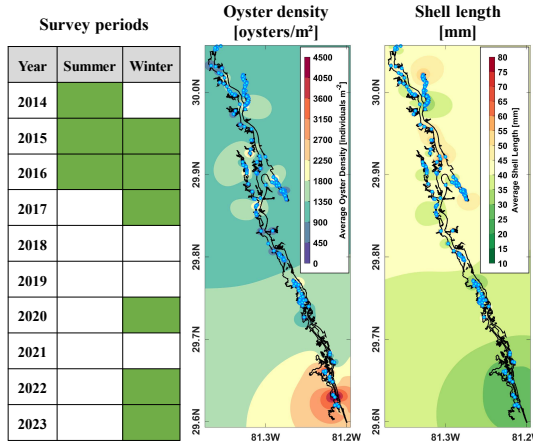 Survey periods
Year Summer Winter
2014
2015
2016
2017
2018
2019
2020
2021
2022
2023
Oyster density
[oysters/m²]
30.0N
29.9N
29.8N
29.7N
29.6N
81.3W 81.2W
Average Oyster Density [individuals m⁻²]
4500
4050
3600
3150
2700
2250
1800
1350
900
450
0
Shell length
[mm]
30.0N
29.9N
29.8N
29.7N
29.6N
81.3W 81.2W
Average Shell Length [mm]
80
75
70
65
60
55
50
45
40
35
30
25
20
15
10